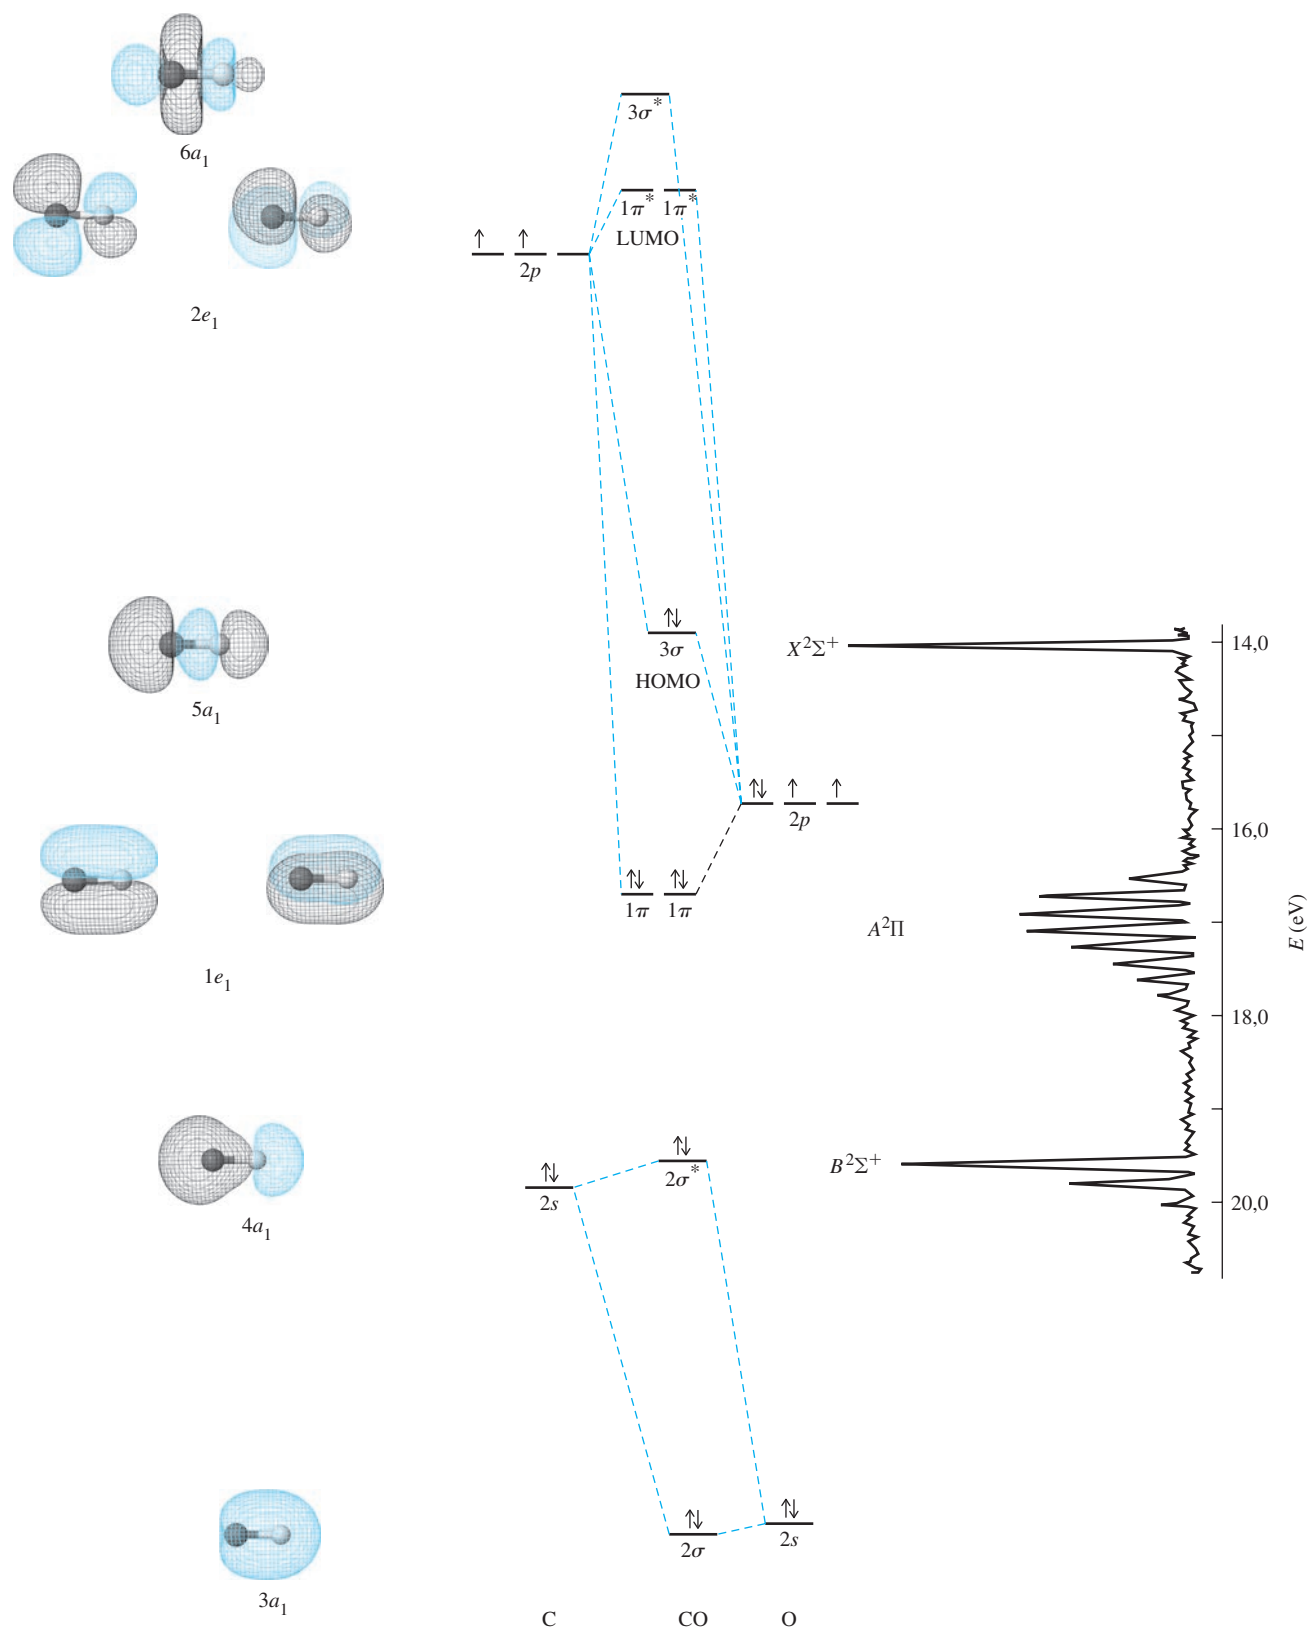 6a₁
2e₁
5a₁
1e₁
4a₁
3a₁
3σ*
1π* 1π*
LUMO
2p
3σ
HOMO
2p
1π 1π
2s
2σ*
2σ
2s
C CO O
X²Σ⁺
A²Π
B²Σ⁺
14,0
16,0
18,0
20,0
E (eV)